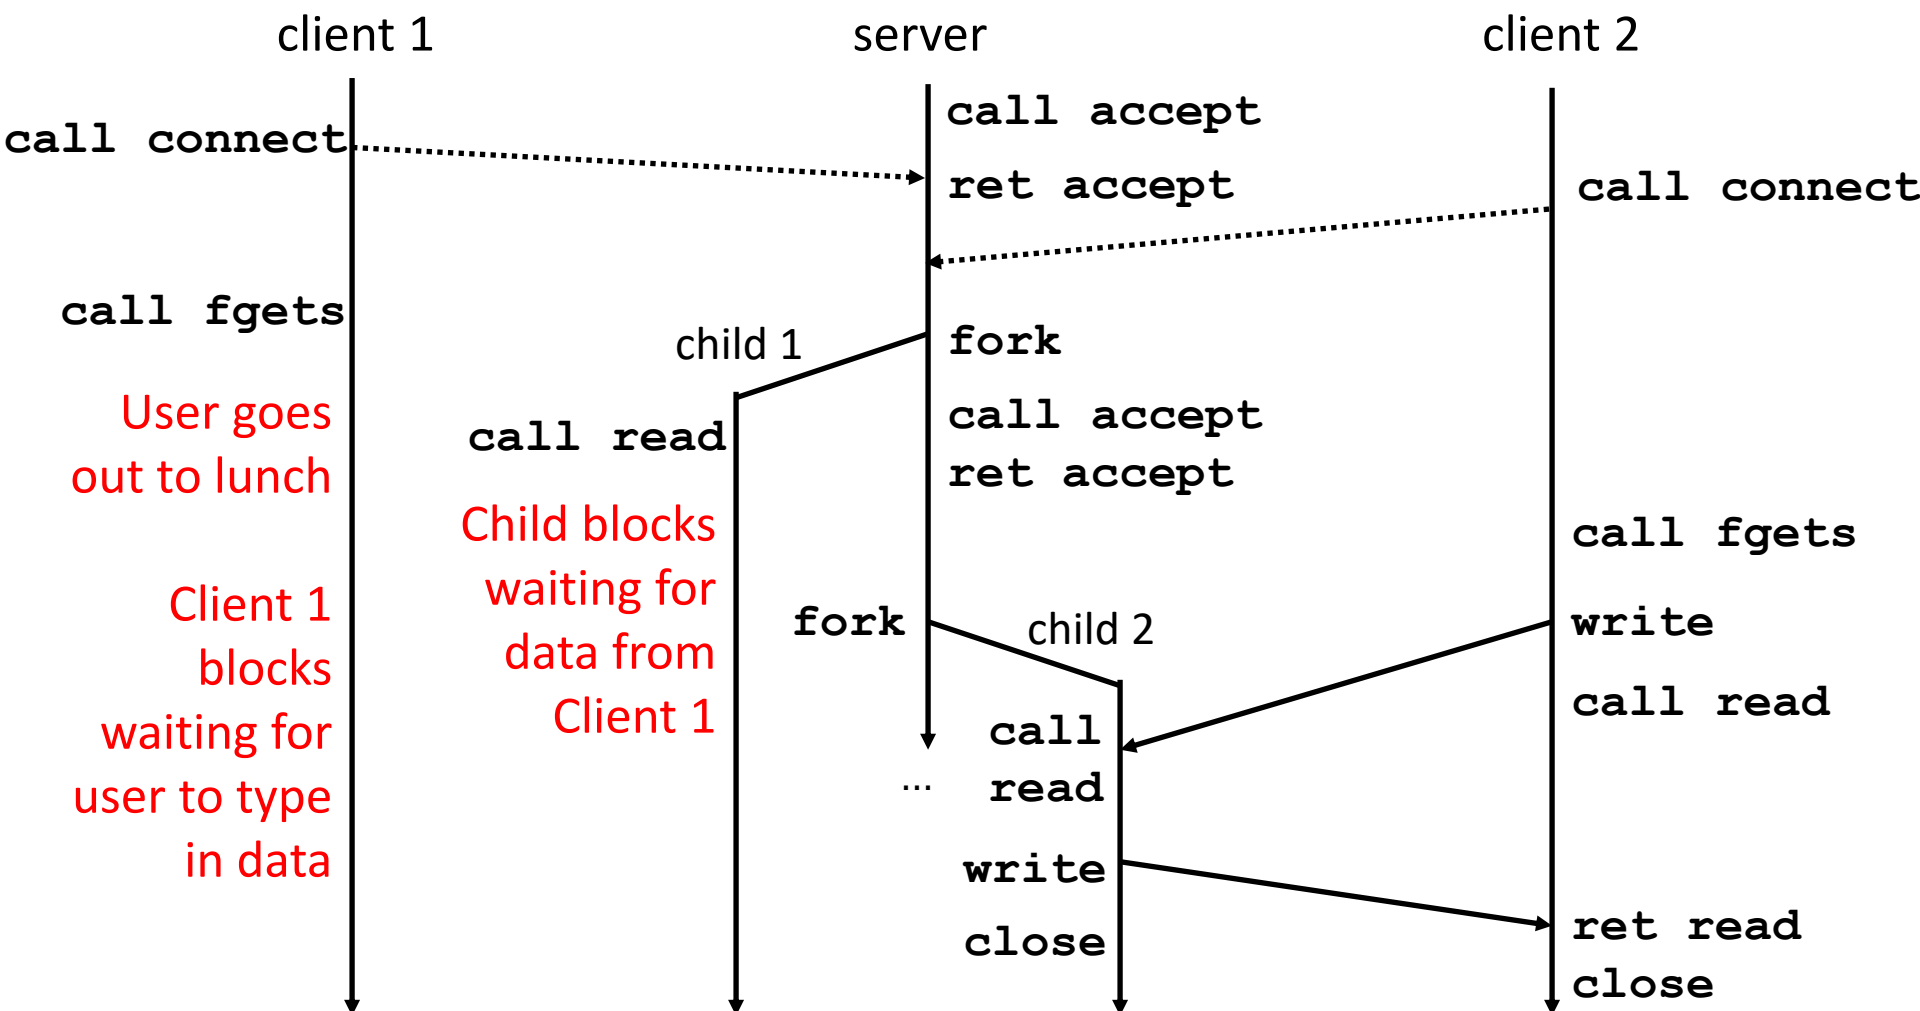 client 1
server
client 2
call connect
call accept
ret accept
call connect
call fgets
child 1
fork
User goes
out to lunch
call read
call accept
ret accept
Child blocks
waiting for
data from
Client 1
call fgets
Client 1
blocks
waiting for
user to type
in data
fork
child 2
write
call read
call
read
...
write
close
ret read
close